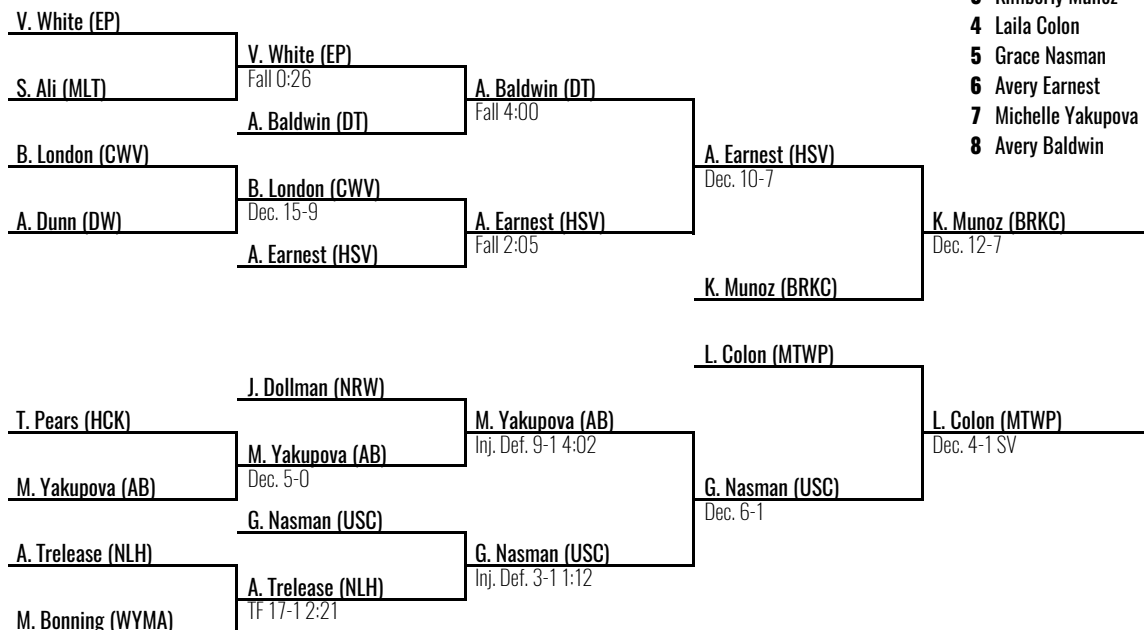 3 Kimberly Munoz
4 Laila Colon
5 Grace Nasman
6 Avery Earnest
7 Michelle Yakupova
8 Avery Baldwin
V. White (EP)
S. Ali (MLT)
B. London (CWV)
A. Dunn (DW)
V. White (EP)
Fall 0:26
A. Baldwin (DT)
B. London (CWV)
Dec. 15-9
A. Earnest (HSV)
A. Baldwin (DT)
Fall 4:00
A. Earnest (HSV)
Fall 2:05
A. Earnest (HSV)
Dec. 10-7
K. Munoz (BRKC)
K. Munoz (BRKC)
Dec. 12-7
T. Pears (HCK)
M. Yakupova (AB)
A. Trelease (NLH)
M. Bonning (WYMA)
J. Dollman (NRW)
M. Yakupova (AB)
Dec. 5-0
G. Nasman (USC)
A. Trelease (NLH)
TF 17-1 2:21
M. Yakupova (AB)
Inj. Def. 9-1 4:02
G. Nasman (USC)
Inj. Def. 3-1 1:12
L. Colon (MTWP)
G. Nasman (USC)
Dec. 6-1
L. Colon (MTWP)
Dec. 4-1 SV